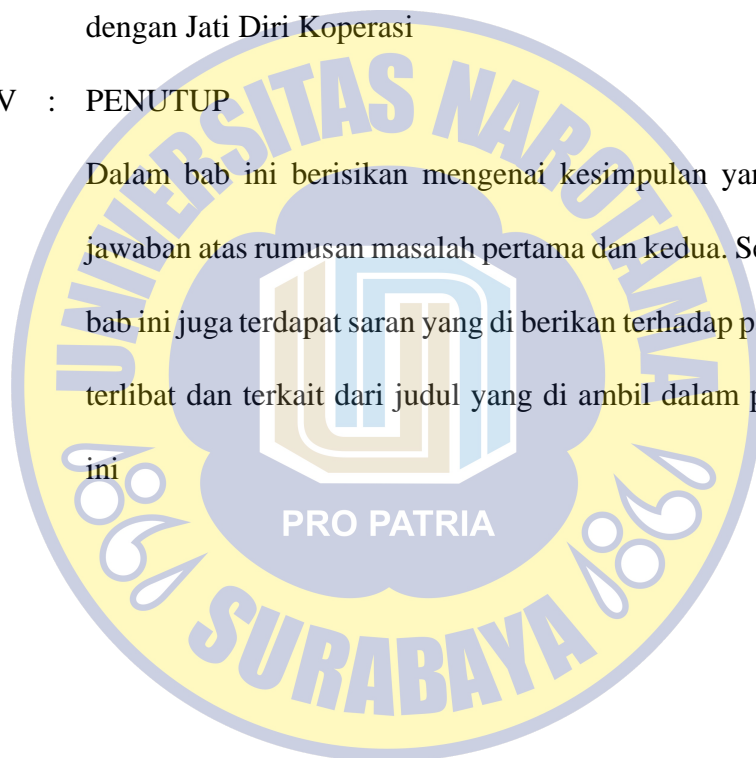 dengan Jati Diri Koperasi
V : PENUTUP
Dalam bab ini berisikan mengenai kesimpulan
jawaban atas rumusan masalah pertama dan kedua.
bab ini juga terdapat saran yang di berikan terhadap
terlibat dan terkait dari judul yang di ambil dalam
ini
UNIVERSITAS NAROTAMA
PRO PATRIA
SURABAYA